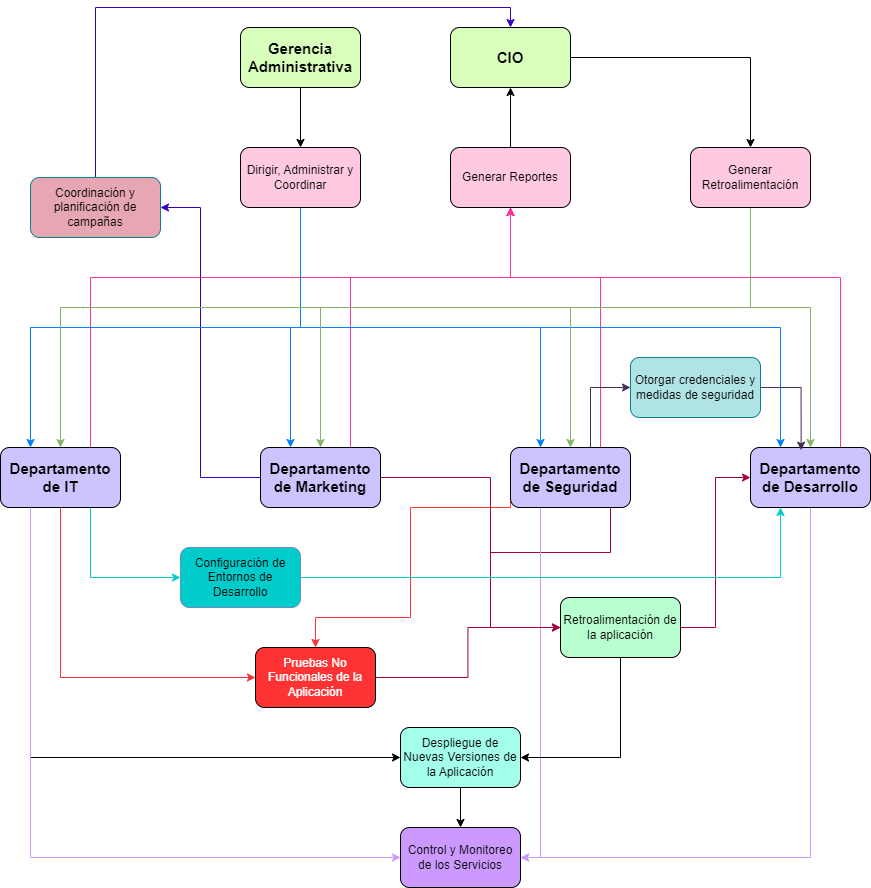 Gerencia
Administrativa
CIO
Dirigir, Administrar y
Coordinar
Generar Reportes
Generar
Retroalimentación
Coordinación y
planificación de
campañas
Otorgar credenciales y
medidas de seguridad
Departamento
de IT
Departamento
de Marketing
Departamento
de Seguridad
Departamento
de Desarrollo
Configuración de
Entornos de
Desarrollo
Retroalimentación de
la aplicación
Pruebas No
Funcionales de la
Aplicación
Despliegue de
Nuevas Versiones de
la Aplicación
Control y Monitoreo
de los Servicios